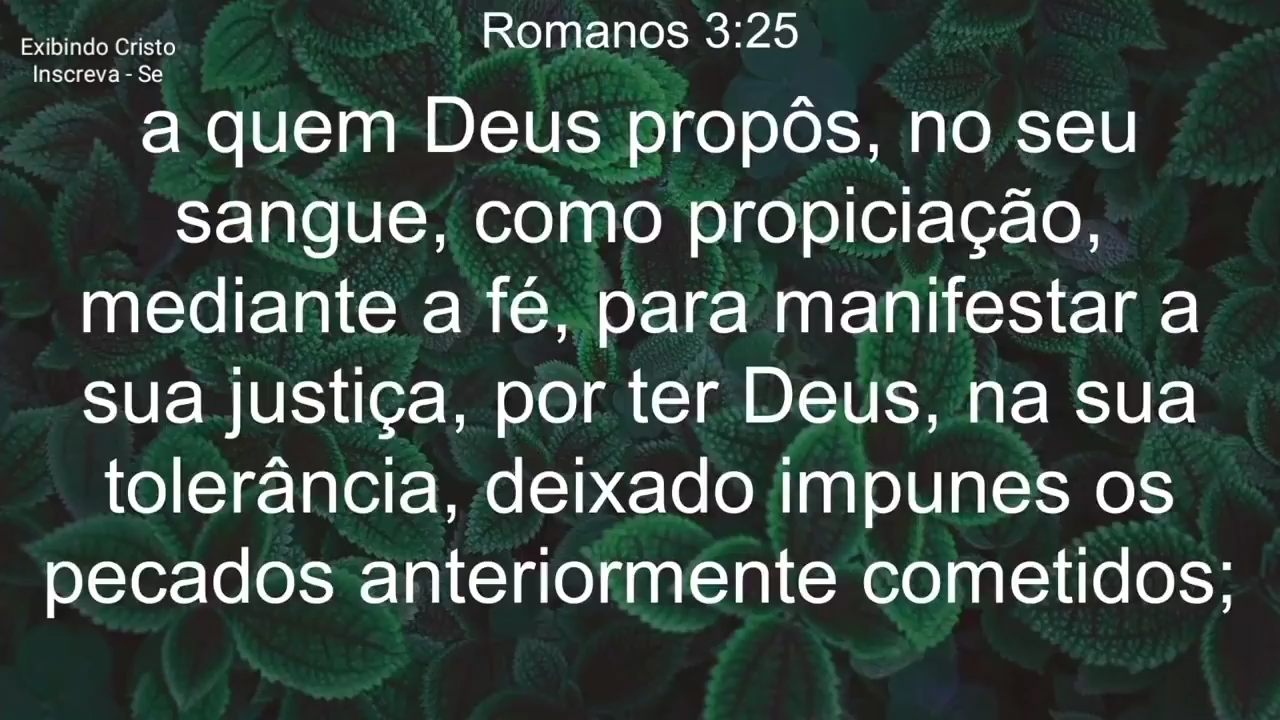 Romanos 3:25
Exibindo Cristo
Inscreva - Se
a quem Deus propôs, no seu
sangue, como propiciação,
mediante a fé, para manifestar a
sua justiça, por ter Deus, na sua
tolerância, deixado impunes os
pecados anteriormente cometidos;